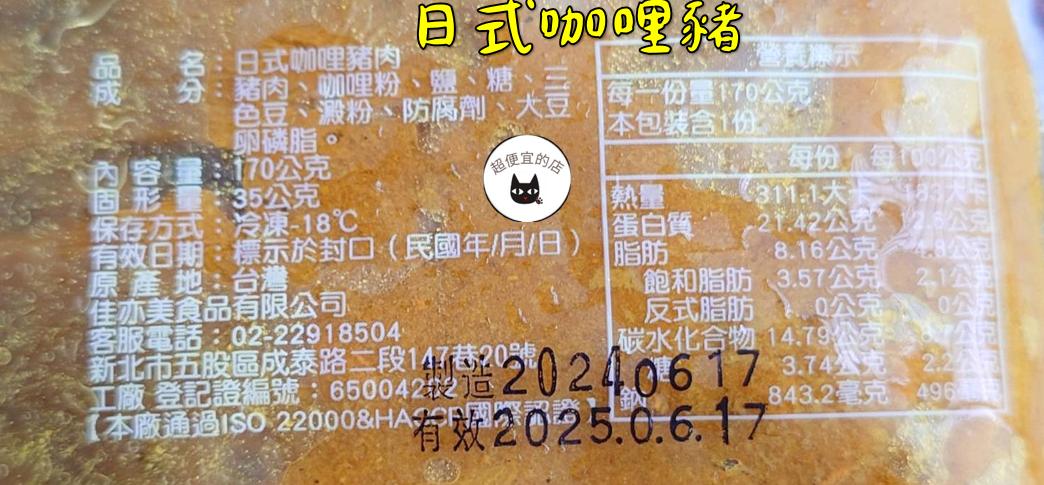 日式咖哩豬
品 名：日式咖哩豬肉
成 分：豬肉、咖哩粉、鹽、糖、三
色豆、澱粉、防腐劑、大豆
卵磷脂。
內 容 量：170公克
固 形 量：35公克
保存方式：冷凍-18℃
有效日期：標示於封口（民國年/月/日）
原 產 地：台灣
佳亦美食品有限公司
客服電話：02-22918504
新北市五股區成泰路二段147巷20號
工廠 登記證編號：650042
【本廠通過ISO 22000&HACCP國際認證】
超便宜的店
營養標示
每一份量170公克
本包裝含1份
每份 每10
熱量 311.1大卡
蛋白質 21.42公克
脂肪 8.16公克
飽和脂肪 3.57公克 2.1公克
反式脂肪 0公克 0公克
碳水化合物 14.79公克
糖 3.74公克
鈉 843.2毫克
製造20240617
有效2025.0.6.17